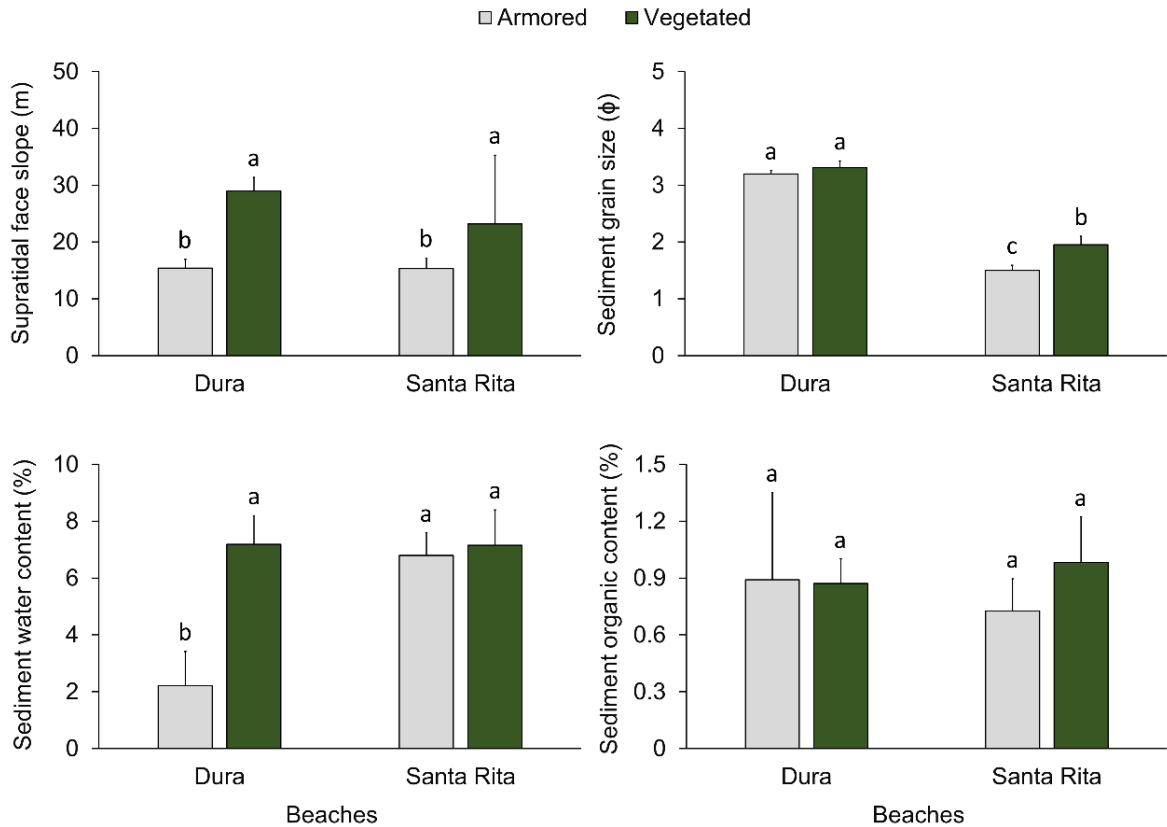 Armored Vegetated
Supratidal face slope (m)
50
40
30
20
10
0
b
a
b
a
Dura Santa Rita
Sediment grain size (ϕ)
5
4
3
2
1
0
a
a
c
b
Dura Santa Rita
Sediment water content (%)
10
8
6
4
2
0
b
a
a
a
Dura Santa Rita
Beaches
Sediment organic content (%)
1.5
1.2
0.9
0.6
0.3
0
a
a
a
a
Dura Santa Rita
Beaches